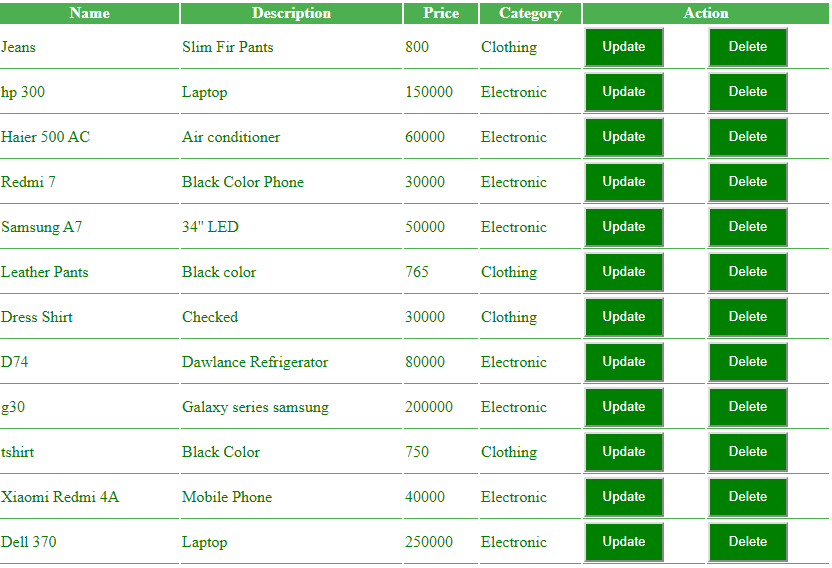 Name Description Price Category Action
Jeans Slim Fir Pants 800 Clothing Update Delete
hp 300 Laptop 150000 Electronic Update Delete
Haier 500 AC Air conditioner 60000 Electronic Update Delete
Redmi 7 Black Color Phone 30000 Electronic Update Delete
Samsung A7 34" LED 50000 Electronic Update Delete
Leather Pants Black color 765 Clothing Update Delete
Dress Shirt Checked 30000 Clothing Update Delete
D74 Dawlance Refrigerator 80000 Electronic Update Delete
g30 Galaxy series samsung 200000 Electronic Update Delete
tshirt Black Color 750 Clothing Update Delete
Xiaomi Redmi 4A Mobile Phone 40000 Electronic Update Delete
Dell 370 Laptop 250000 Electronic Update Delete